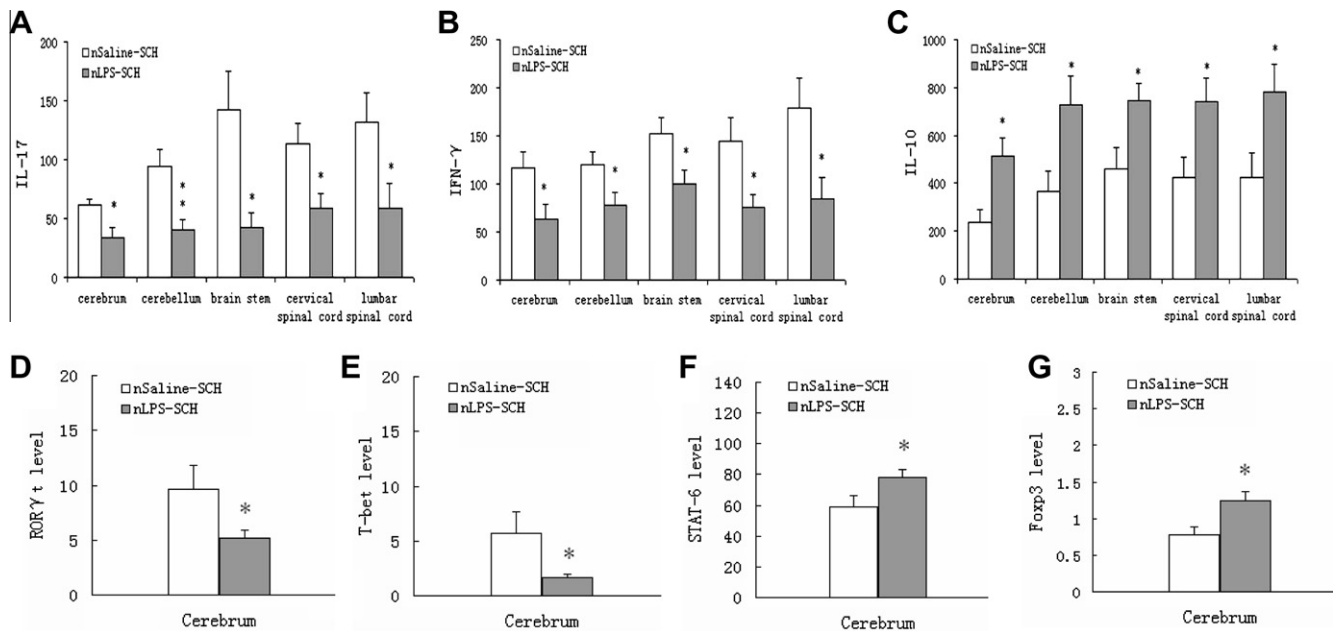 A
200
nSaline-SCH
nLPS-SCH
150
IL-17
100
50
0
*
*
*
*
*
*
cerebrum cerebellum brain stem cervical lumbar
spinal cord spinal cord
B
250
nSaline-SCH
nLPS-SCH
200
150
IFN-γ
100
50
0
*
*
*
*
*
cerebrum cerebellum brain stem cervical lumbar
spinal cord spinal cord
C
1000
nSaline-SCH
nLPS-SCH
800
600
IL-10
400
200
0
*
*
*
*
*
cerebrum cerebellum brain stem cervical lumbar
spinal cord spinal cord
D
20
nSaline-SCH
nLPS-SCH
15
RORγt level
10
5
0
*
Cerebrum
E
20
nSaline-SCH
nLPS-SCH
15
T-bet level
10
5
0
*
Cerebrum
F
140
nSaline-SCH
120
nLPS-SCH
100
STAT-6 level
80
60
40
20
0
*
Cerebrum
G
3
nSaline-SCH
2.5
nLPS-SCH
2
Foxp3 level
1.5
1
0.5
0
*
Cerebrum